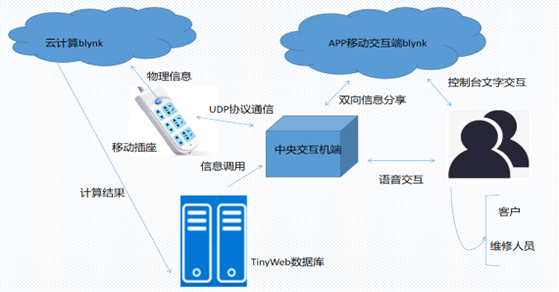 云计算blynk
APP移动交互端blynk
物理信息
控制台文字交互
UDP协议通信
双向信息分享
移动插座
中央交互机端
信息调用
语音交互
计算结果
客户
维修人员
TinyWeb数据库